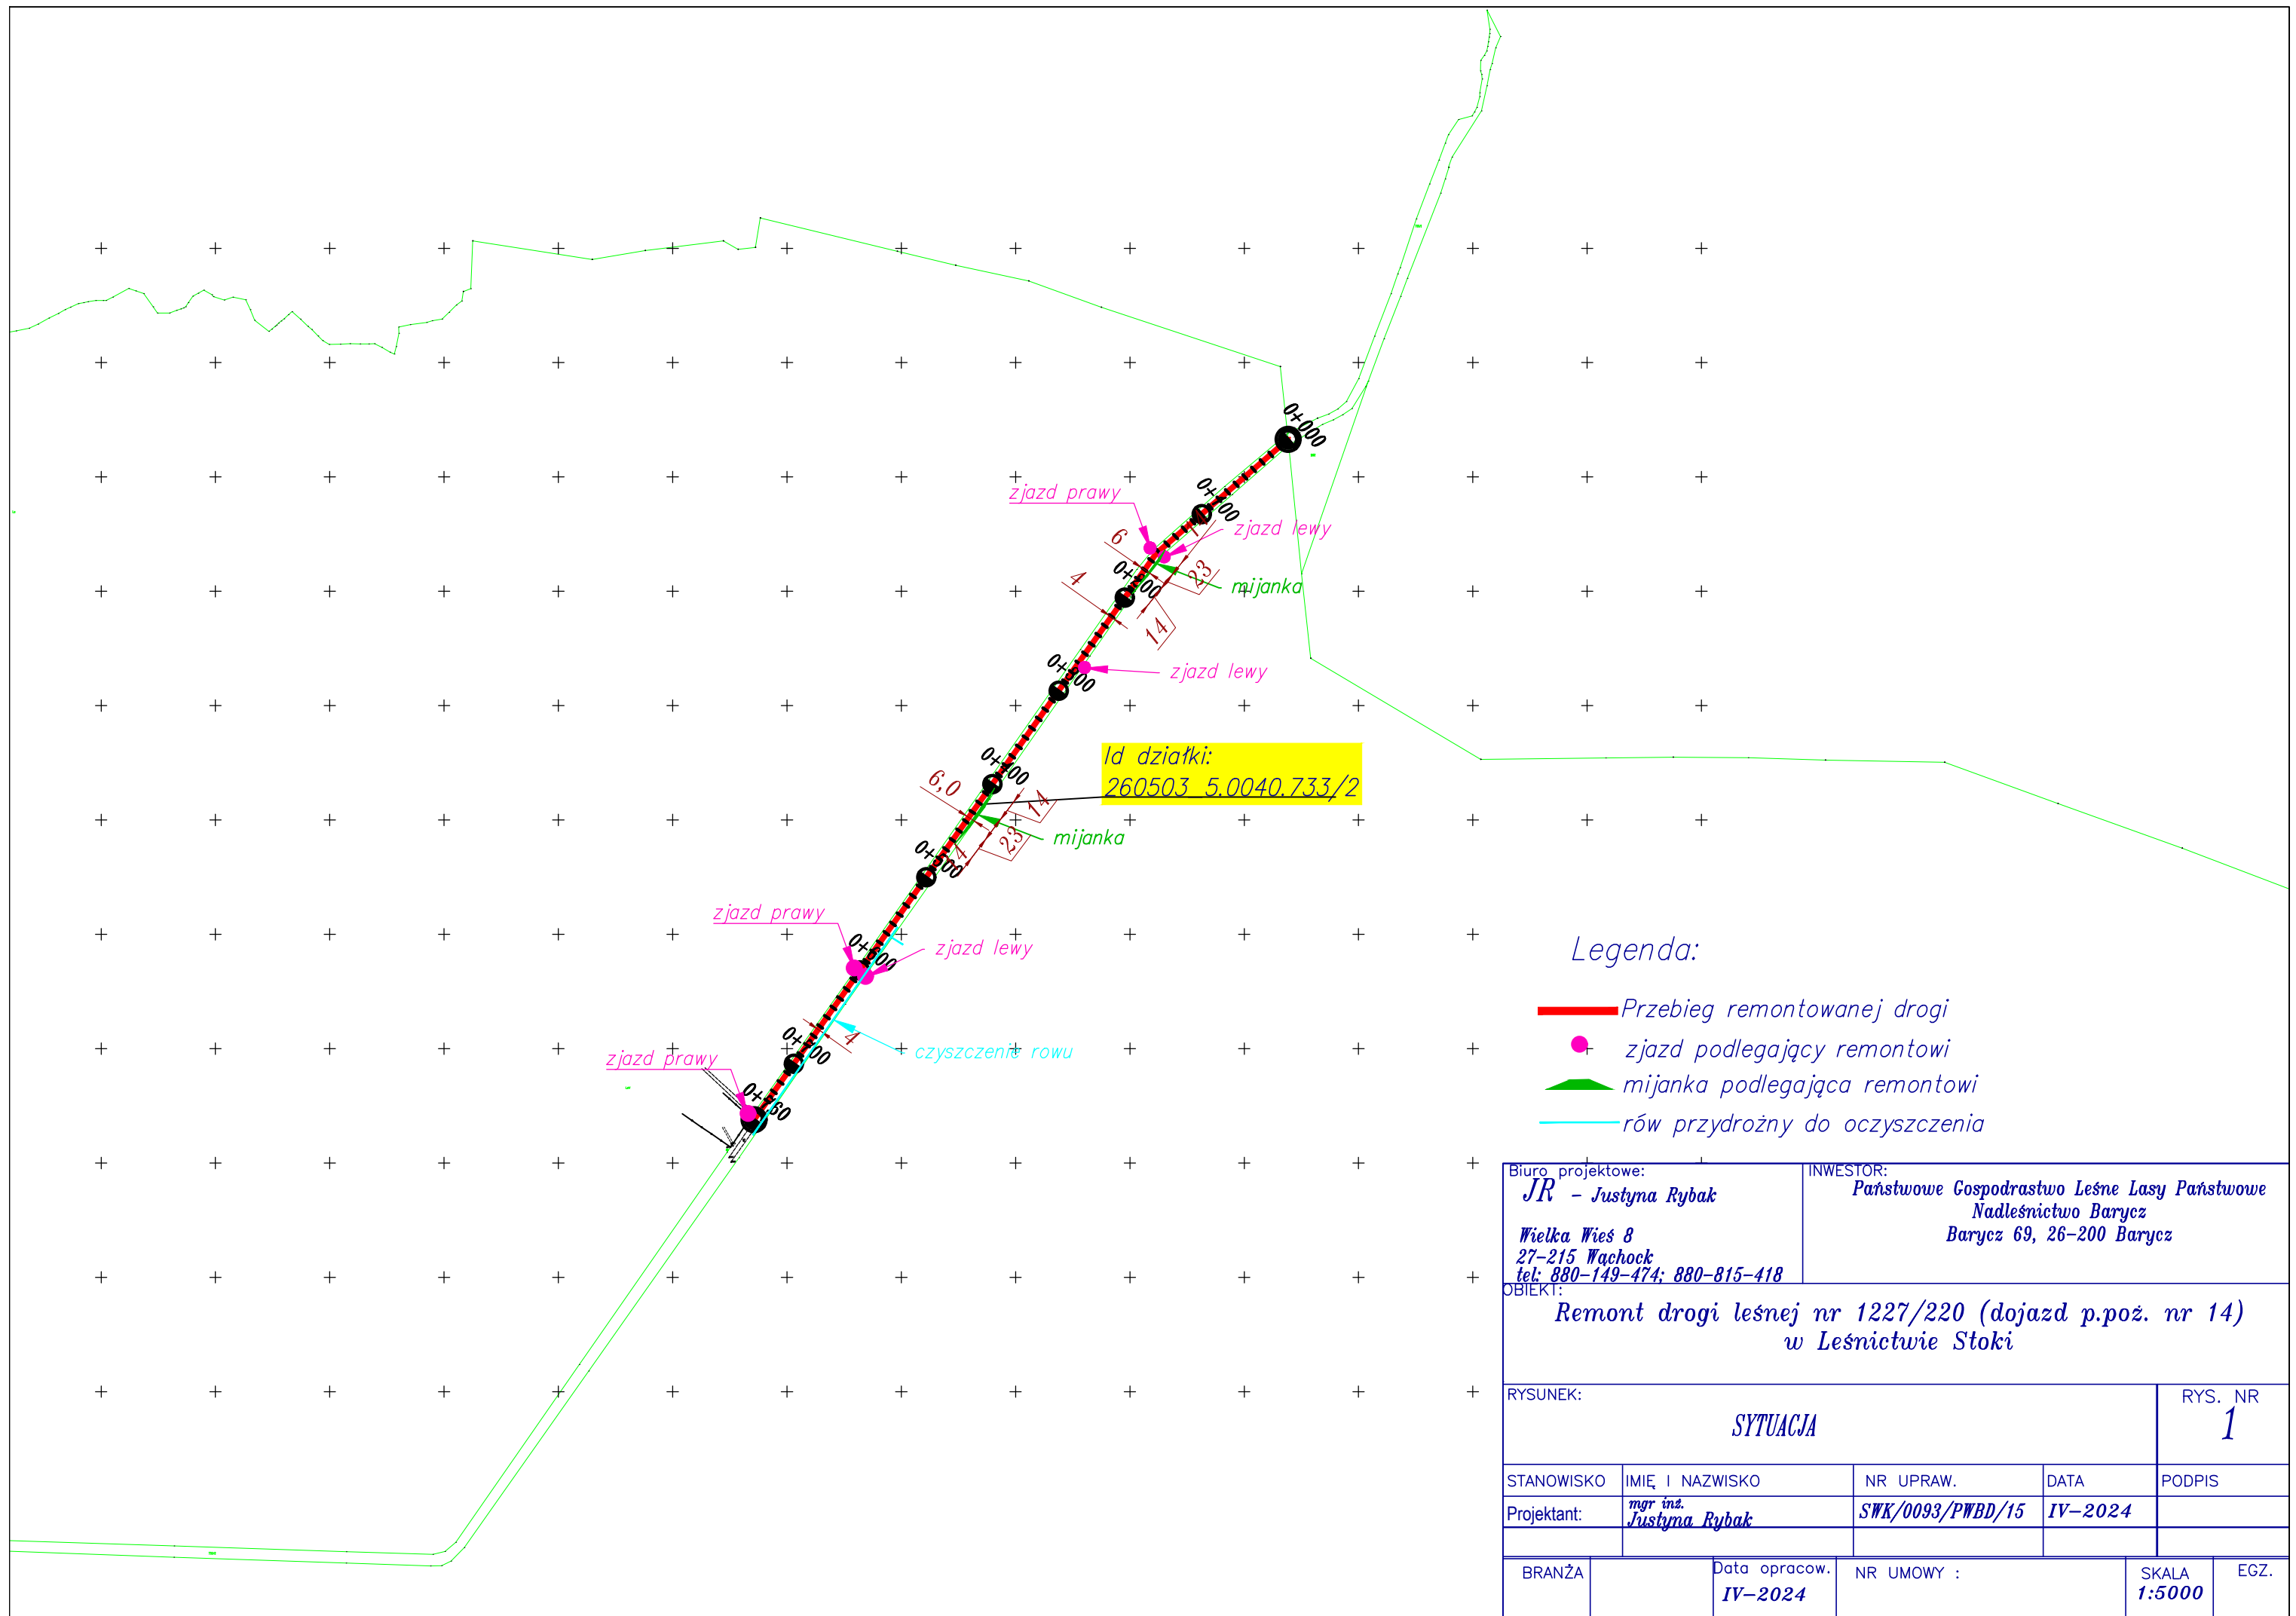 0+000
zjazd prawy
0+100
zjazd lewy
6
23
4
0+200
mijanka
14
0+300
zjazd lewy
Id działki:
260503_5.0040.733/2
0+400
6,0
14
23
mijanka
0+500
14
zjazd prawy
zjazd lewy
0+600
4
czyszczenie rowu
0+700
zjazd prawy
0+760
Legenda:
Przebieg remontowanej drogi
zjazd podlegający remontowi
mijanka podlegająca remontowi
rów przydrożny do oczyszczenia
Biuro projektowe:
JR - Justyna Rybak
Wielka Wieś 8
27-215 Wąchock
tel: 880-149-474; 880-815-418
INWESTOR:
Państwowe Gospodrastwo Leśne Lasy Państwowe
Nadleśnictwo Barycz
Barycz 69, 26-200 Barycz
OBIEKT:
Remont drogi leśnej nr 1227/220 (dojazd p.poż. nr 14)
w Leśnictwie Stoki
RYSUNEK:
SYTUACJA
RYS. NR
1
STANOWISKO IMIĘ I NAZWISKO NR UPRAW. DATA PODPIS
Projektant: mgr inż. Justyna Rybak SWK/0093/PWBD/15 IV-2024
BRANŻA
Data opracow.
IV-2024
NR UMOWY :
SKALA
1:5000
EGZ.